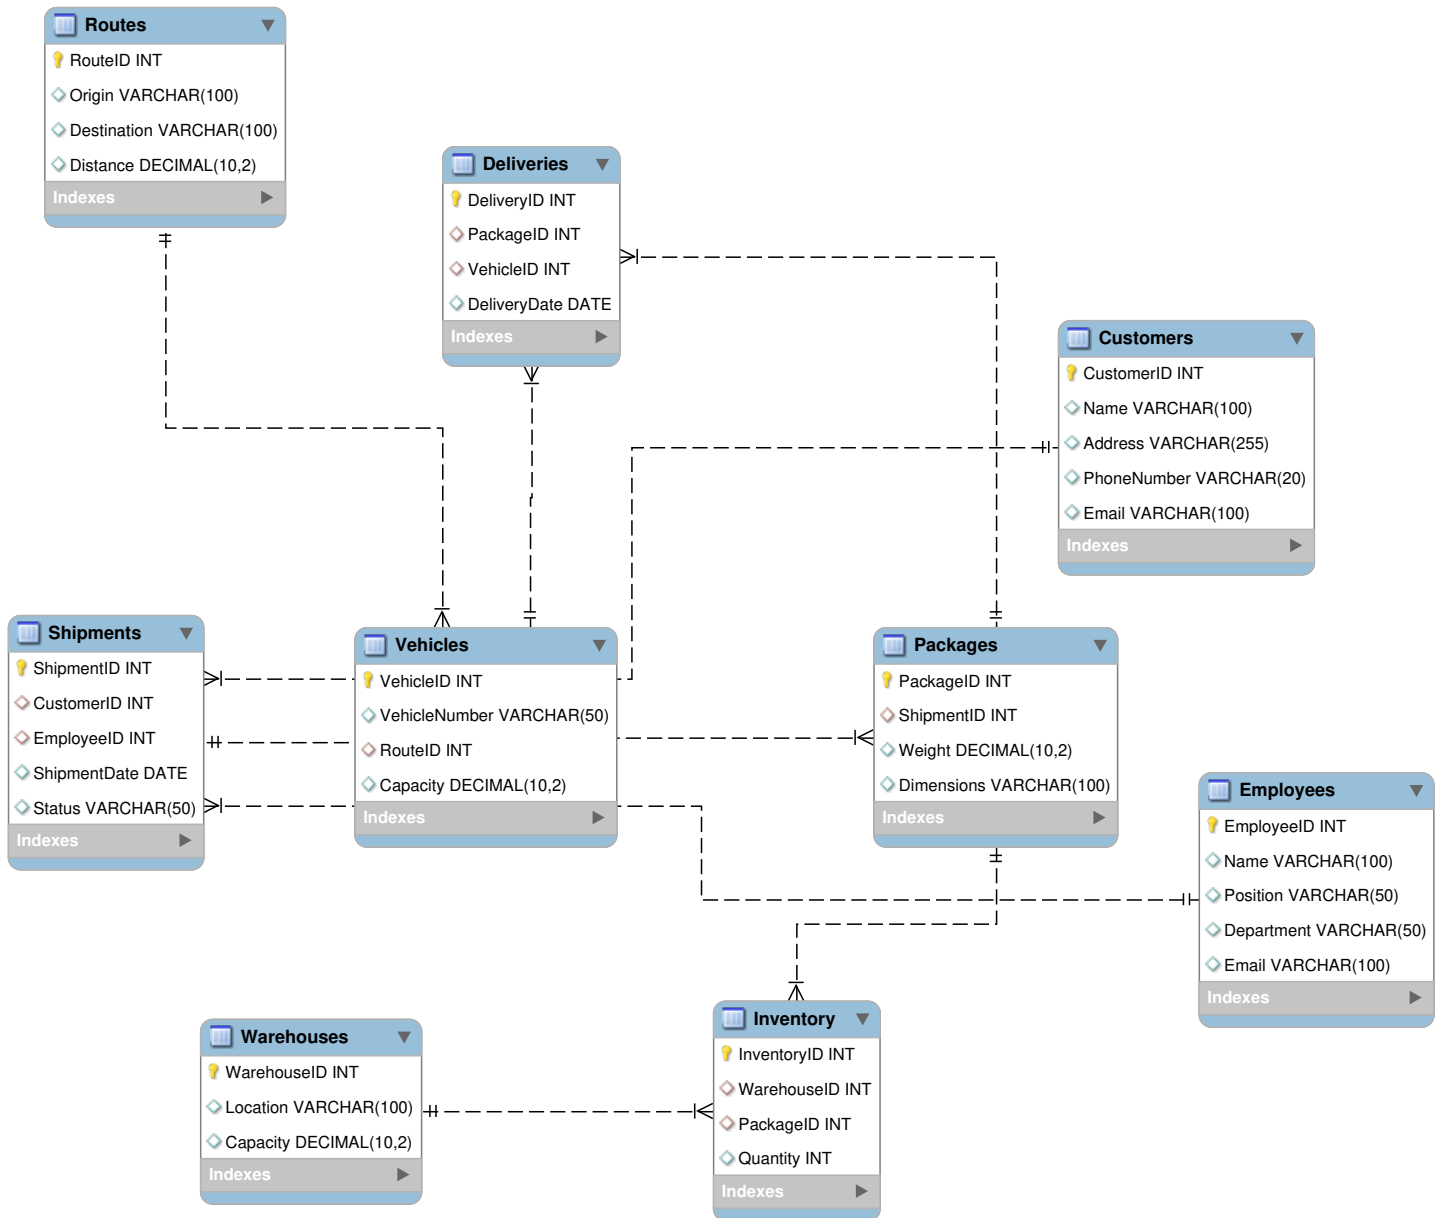 Routes
RouteID INT
Origin VARCHAR(100)
Destination VARCHAR(100)
Distance DECIMAL(10,2)
Indexes
Deliveries
DeliveryID INT
PackageID INT
VehicleID INT
DeliveryDate DATE
Indexes
Customers
CustomerID INT
Name VARCHAR(100)
Address VARCHAR(255)
PhoneNumber VARCHAR(20)
Email VARCHAR(100)
Indexes
Shipments
ShipmentID INT
CustomerID INT
EmployeeID INT
ShipmentDate DATE
Status VARCHAR(50)
Indexes
Vehicles
VehicleID INT
VehicleNumber VARCHAR(50)
RouteID INT
Capacity DECIMAL(10,2)
Indexes
Packages
PackageID INT
ShipmentID INT
Weight DECIMAL(10,2)
Dimensions VARCHAR(100)
Indexes
Employees
EmployeeID INT
Name VARCHAR(100)
Position VARCHAR(50)
Department VARCHAR(50)
Email VARCHAR(100)
Indexes
Warehouses
WarehouseID INT
Location VARCHAR(100)
Capacity DECIMAL(10,2)
Indexes
Inventory
InventoryID INT
WarehouseID INT
PackageID INT
Quantity INT
Indexes